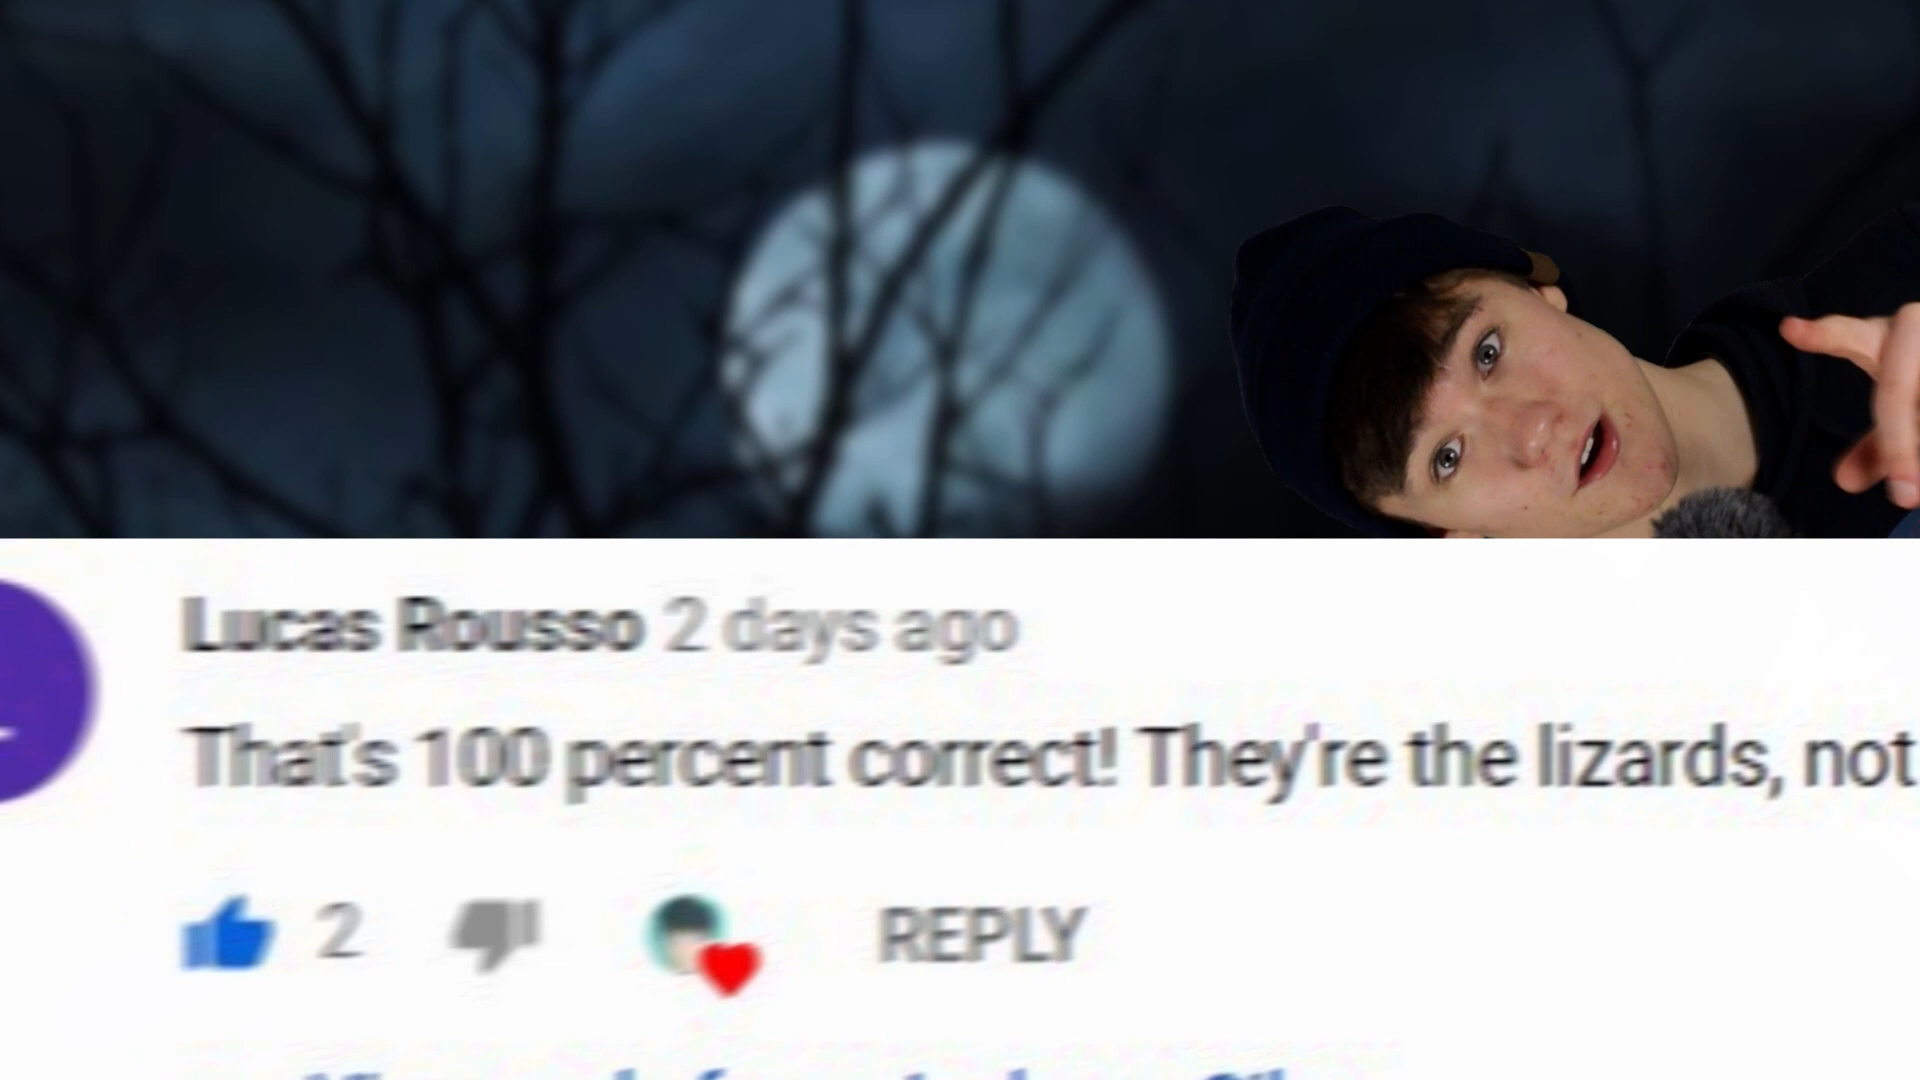 Lucas Rousso 2 days ago
That's 100 percent correct! They're the lizards, not
2
REPLY